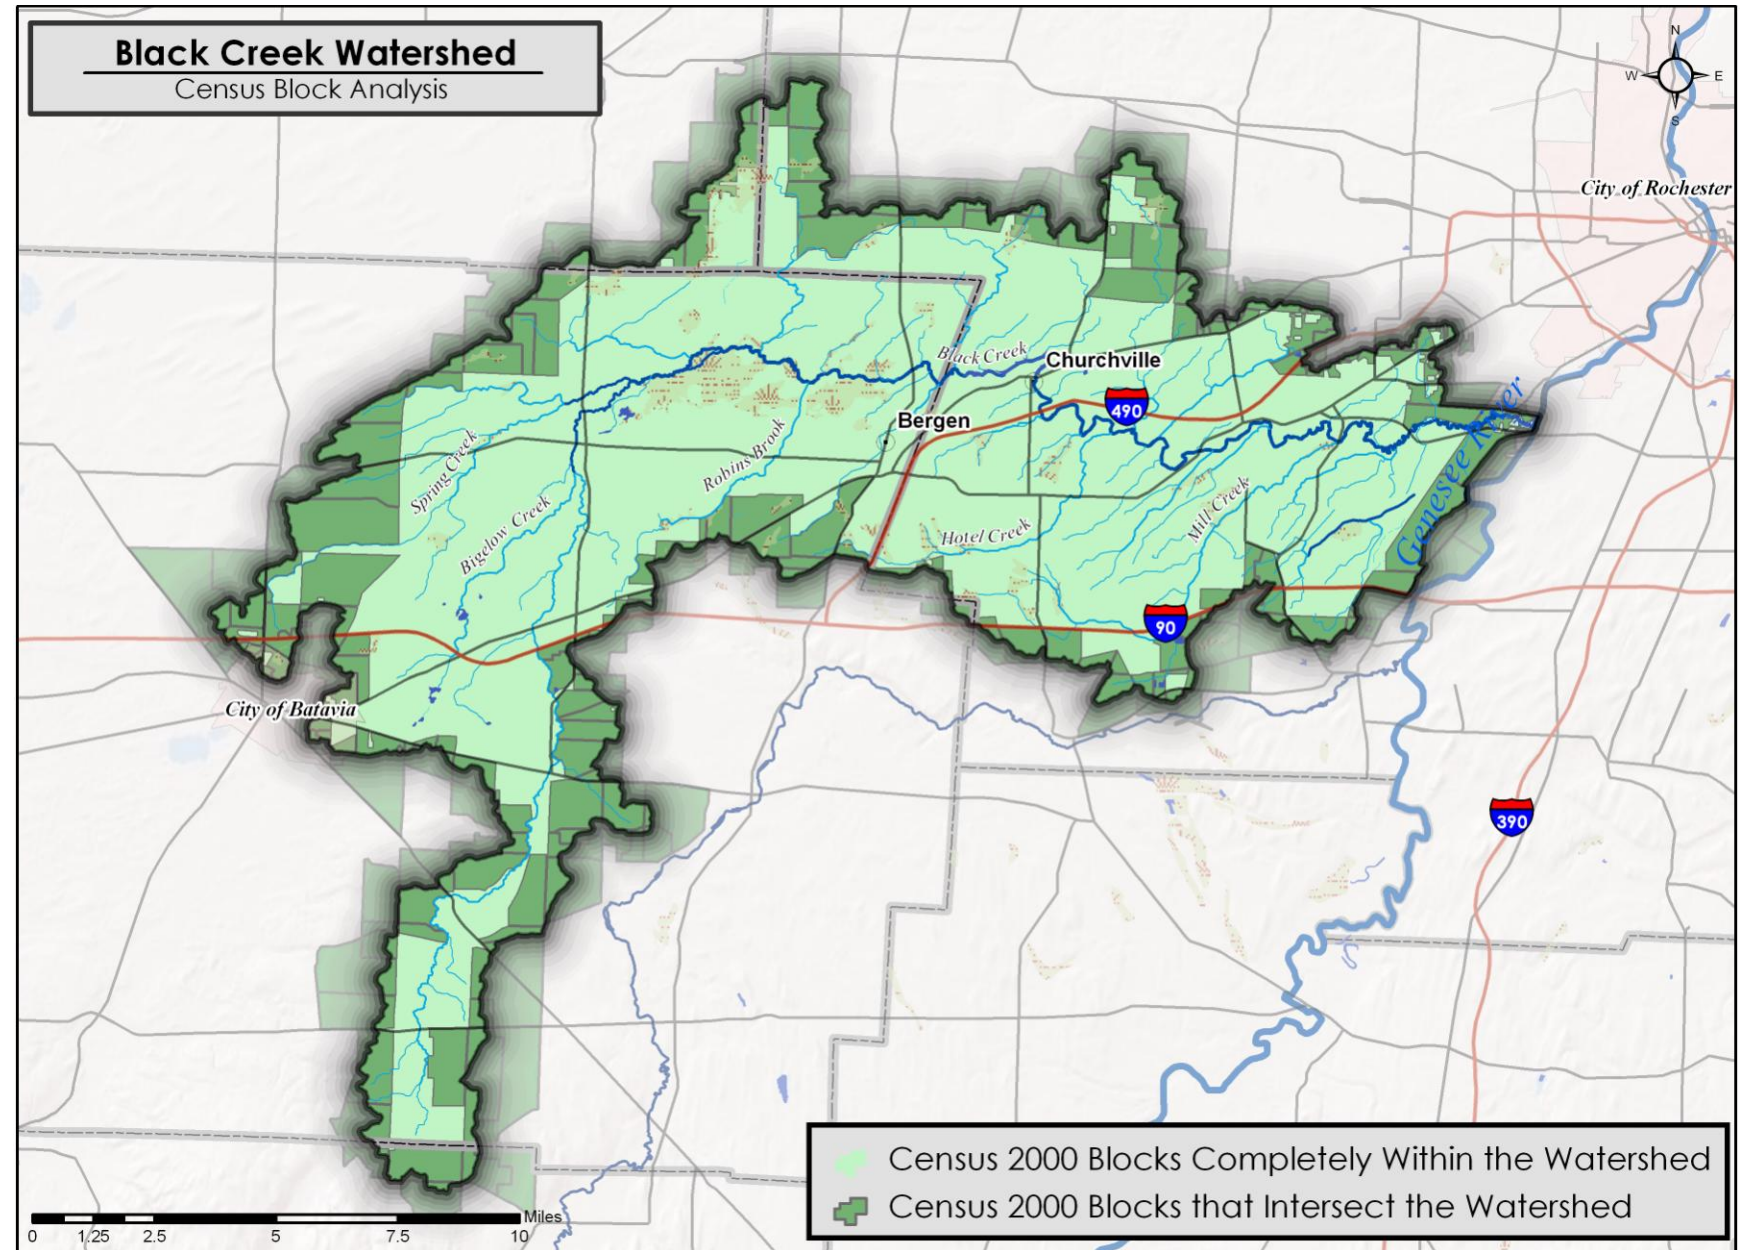 Black Creek Watershed
Census Block Analysis
N
W E
S
City of Rochester
Black Creek
Churchville
490
Bergen
Genesee River
Spring Creek
Robins Brook
Bigelow Creek
Mill Creek
Hotel Creek
90
City of Batavia
390
Census 2000 Blocks Completely Within the Watershed
Census 2000 Blocks that Intersect the Watershed
Miles
0 1.25 2.5 5 7.5 10